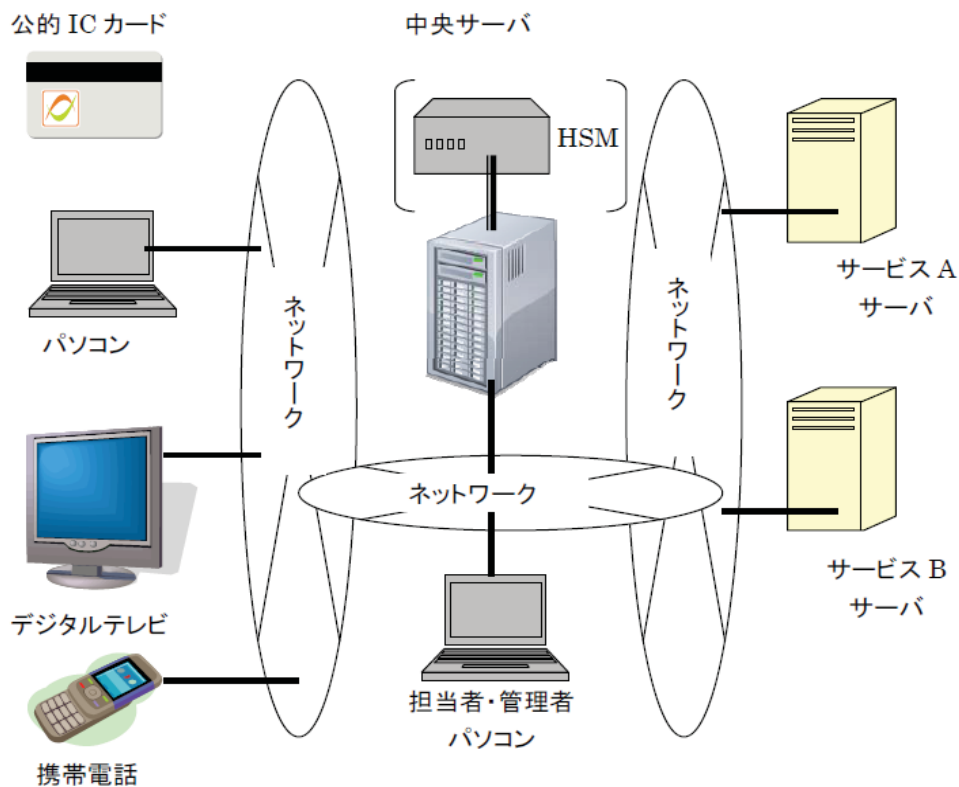 公的 IC カード
中央サーバ
HSM
パソコン
ネットワーク
ネットワーク
サービス A
サーバ
デジタルテレビ
ネットワーク
サービス B
サーバ
担当者・管理者
パソコン
携帯電話